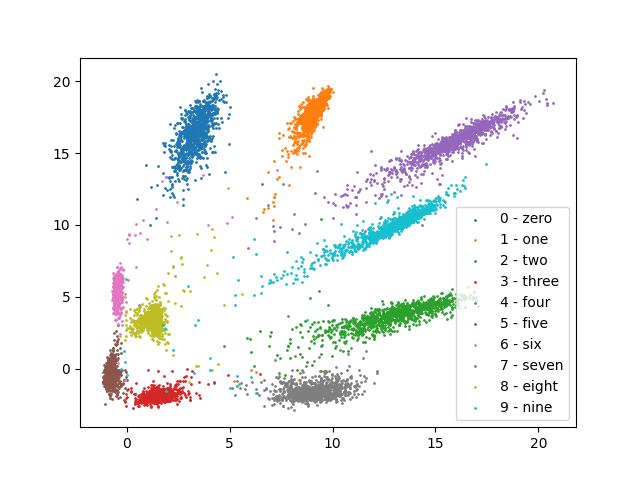 20
15
10
5
0
0
5
10
15
20
0 - zero
1 - one
2 - two
3 - three
4 - four
5 - five
6 - six
7 - seven
8 - eight
9 - nine